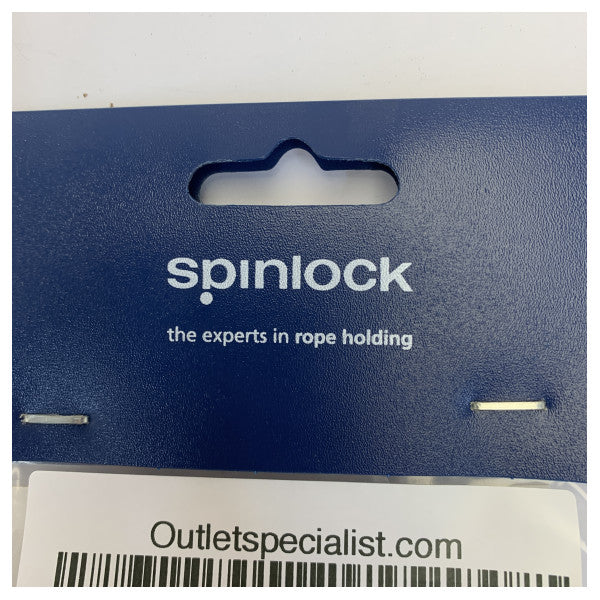 spinlock
the experts in rope holding
Outletspecialist.com